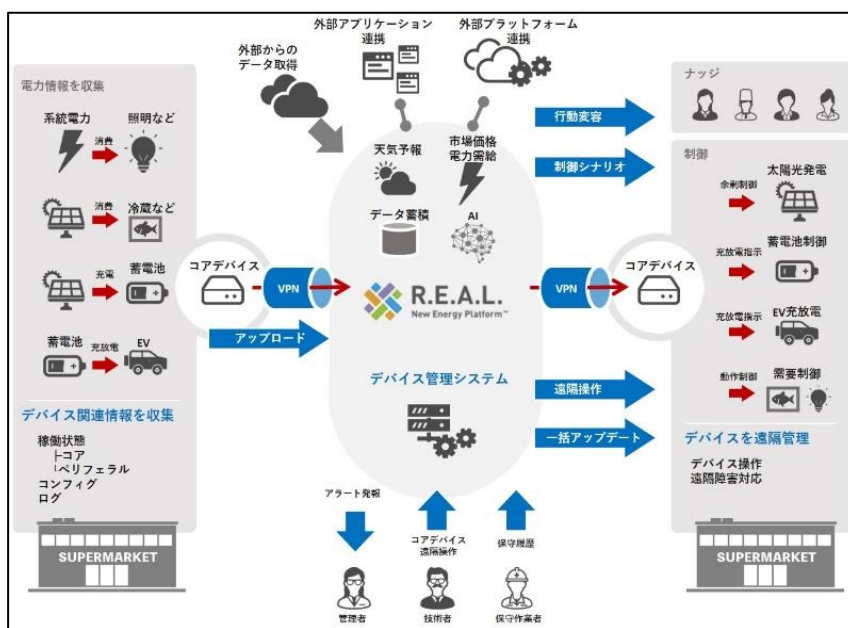 外部アプリケーション
連携
外部プラットフォーム
連携
外部からの
データ取得
電力情報を収集
系統電力
消費
照明など
消費
冷蔵など
充電
蓄電池
蓄電池
充放電
EV
デバイス関連情報を収集
稼働状態
├コア
└ペリフェラル
コンフィグ
ログ
SUPERMARKET
コアデバイス
VPN
アップロード
天気予報
市場価格
電力需給
データ蓄積
AI
R.E.A.L.
New Energy Platform™
デバイス管理システム
アラート発報
コアデバイス
遠隔操作
保守履歴
管理者
技術者
保守作業者
行動変容
制御シナリオ
VPN
コアデバイス
遠隔操作
一括アップデート
ナッジ
制御
余剰制御
太陽光発電
充放電指示
蓄電池制御
充放電指示
EV充放電
動作制御
需要制御
デバイスを遠隔管理
デバイス操作
遠隔障害対応
SUPERMARKET